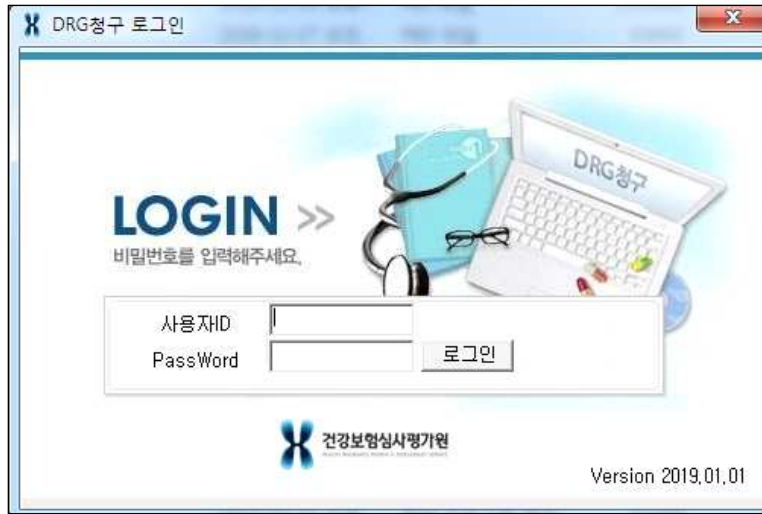 DRG청구 로그인
DRG청구
LOGIN >>
비밀번호를 입력해주세요.
사용자ID
PassWord
로그인
건강보험심사평가원
Version 2019.01.01